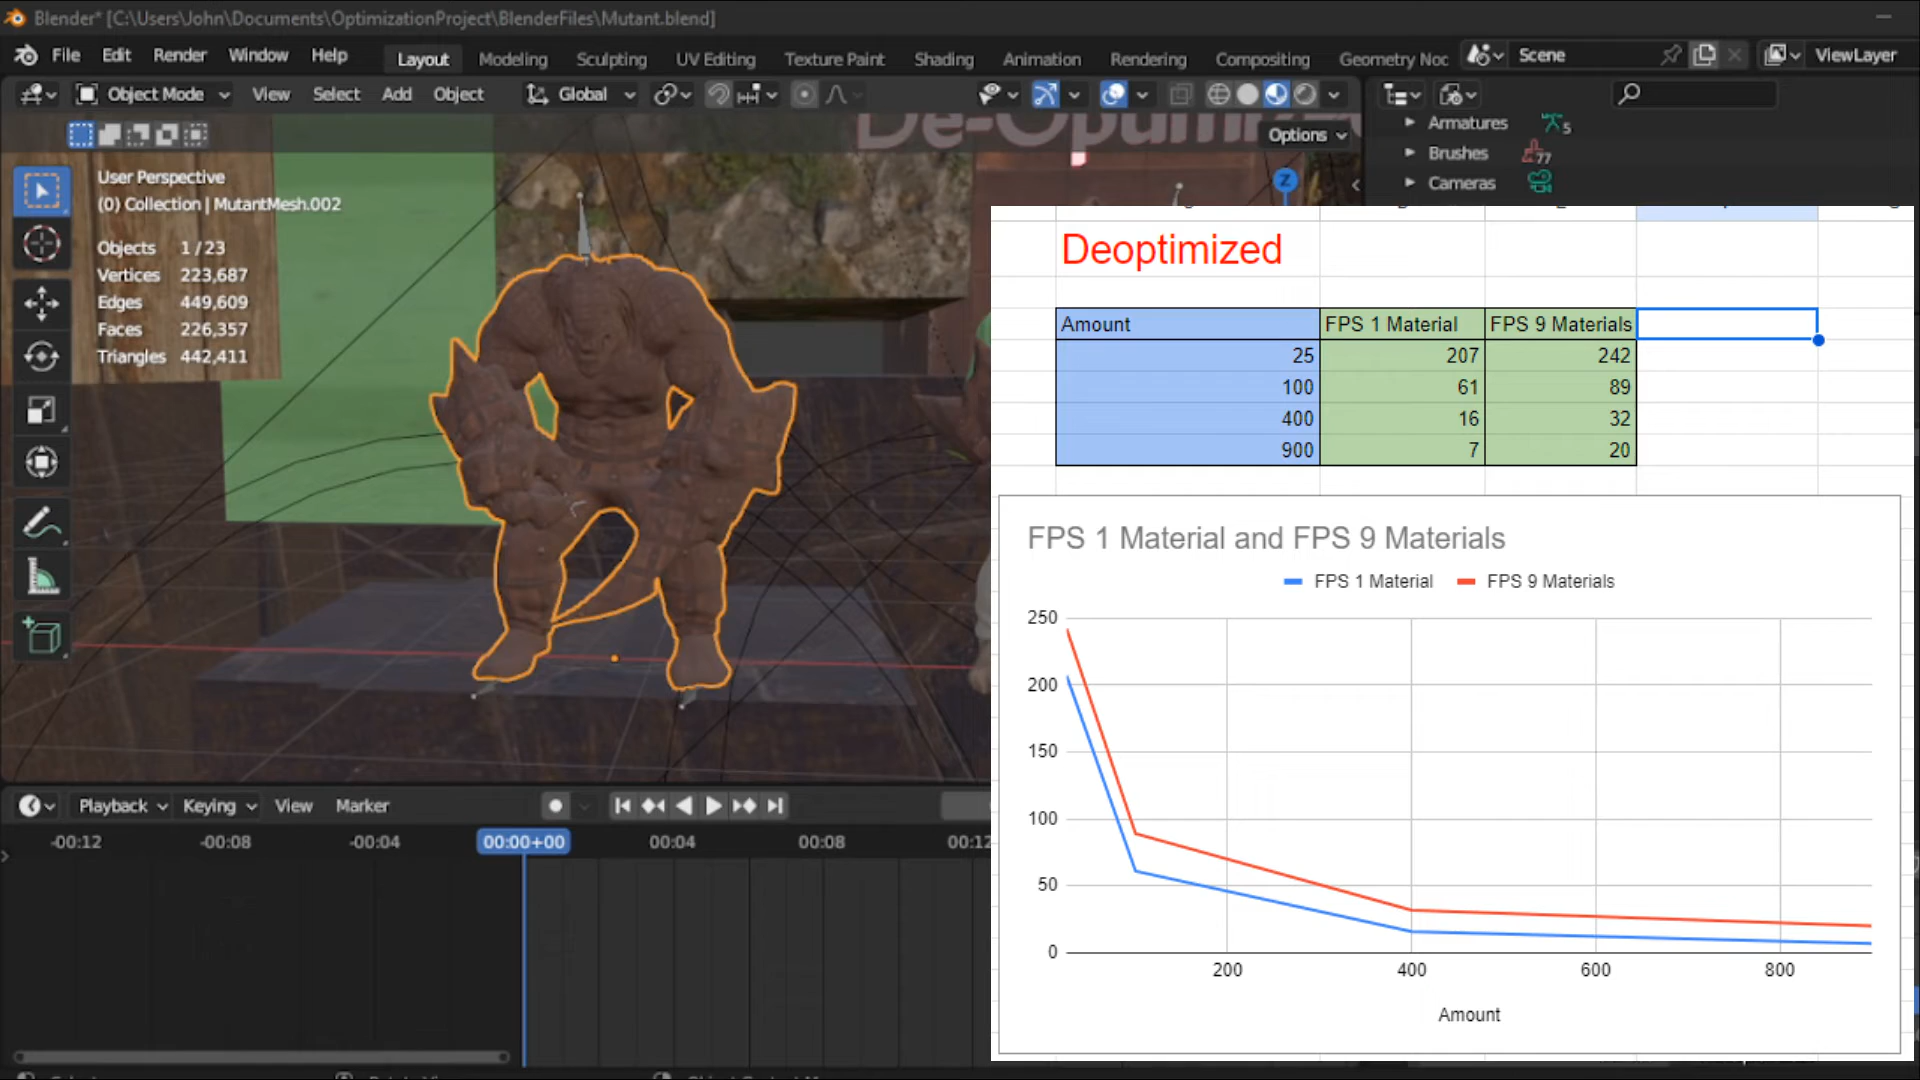 Blender* [C:\Users\John\Documents\OptimizationProject\BlenderFiles\Mutant.blend]
File Edit Render Window Help Layout Modeling Sculpting UV Editing Texture Paint Shading Animation Rendering Compositing Geometry Noc Scene ViewLayer
Object Mode View Select Add Object Global
De-Optimize
Options
Armatures 5
Brushes 77
Cameras
User Perspective
(0) Collection | MutantMesh.002
Z
Objects 1 / 23
Vertices 223,687
Edges 449,609
Faces 226,357
Triangles 442,411
Deoptimized
Amount FPS 1 Material FPS 9 Materials
25 207 242
100 61 89
400 16 32
900 7 20
FPS 1 Material and FPS 9 Materials
FPS 1 Material FPS 9 Materials
250
200
150
100
50
0
200 400 600 800
Amount
Playback Keying View Marker
-00:12 -00:08 -00:04 00:00+00 00:04 00:08 00:12